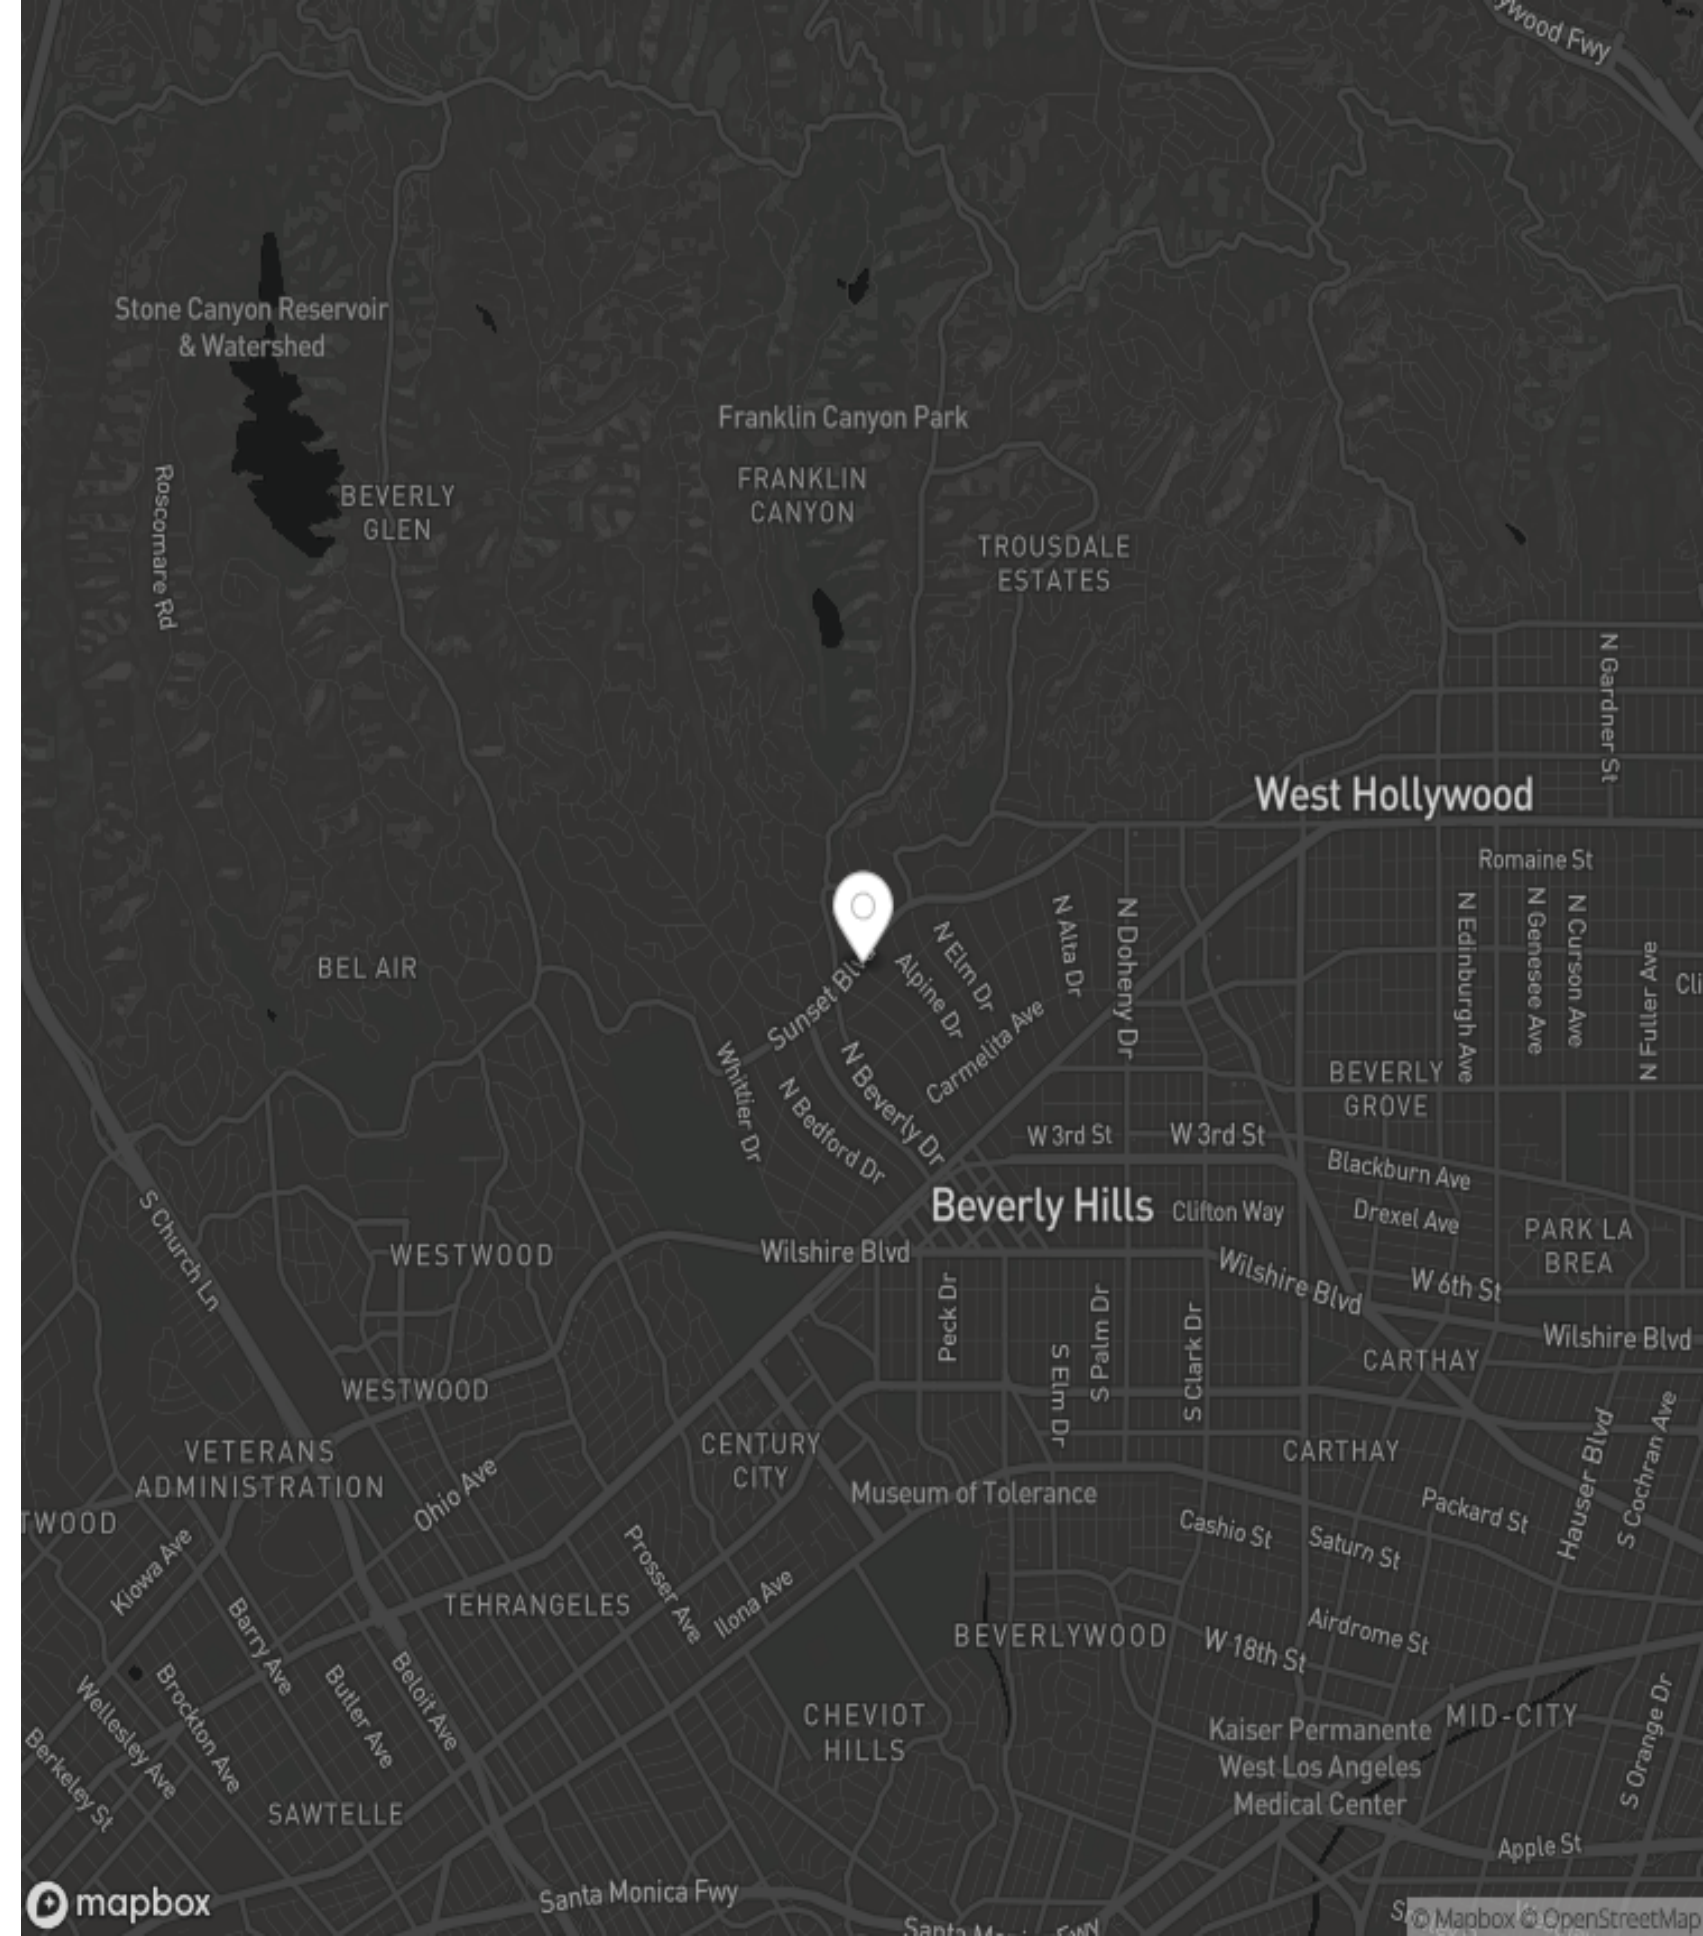 ywood Fwy
Stone Canyon Reservoir
& Watershed
Franklin Canyon Park
FRANKLIN
CANYON
Roscomare Rd
BEVERLY
GLEN
TROUSDALE
ESTATES
N Gardner St
West Hollywood
Romaine St
N Edinburgh Ave
N Genesee Ave
N Curson Ave
N Fuller Ave
Cli
N Alta Dr
N Doheny Dr
N Elm Dr
Alpine Dr
BEL AIR
Sunset Blv
Carmelita Ave
Whittier Dr
N Bedford Dr
N Beverly Dr
BEVERLY
GROVE
W 3rd St
W 3rd St
Blackburn Ave
Beverly Hills
Clifton Way
Drexel Ave
PARK LA
BREA
S Church Ln
WESTWOOD
Wilshire Blvd
Wilshire Blvd
W 6th St
Wilshire Blvd
Peck Dr
S Palm Dr
S Clark Dr
S Elm Dr
CARTHAY
WESTWOOD
VETERANS
ADMINISTRATION
CENTURY
CITY
CARTHAY
Hauser Blvd
S Cochran Ave
Ohio Ave
Museum of Tolerance
Packard St
TWOOD
Cashio St
Saturn St
Kiowa Ave
Prosser Ave
Ilona Ave
TEHRANGELES
Barry Ave
BEVERLYWOOD
Airdrome St
W 18th St
Beloit Ave
Butler Ave
Brockton Ave
Wellesley Ave
Berkeley St
CHEVIOT
HILLS
MID-CITY
Kaiser Permanente
West Los Angeles
Medical Center
S Orange Dr
SAWTELLE
Apple St
Santa Monica Fwy
mapbox
© Mapbox © OpenStreetMap